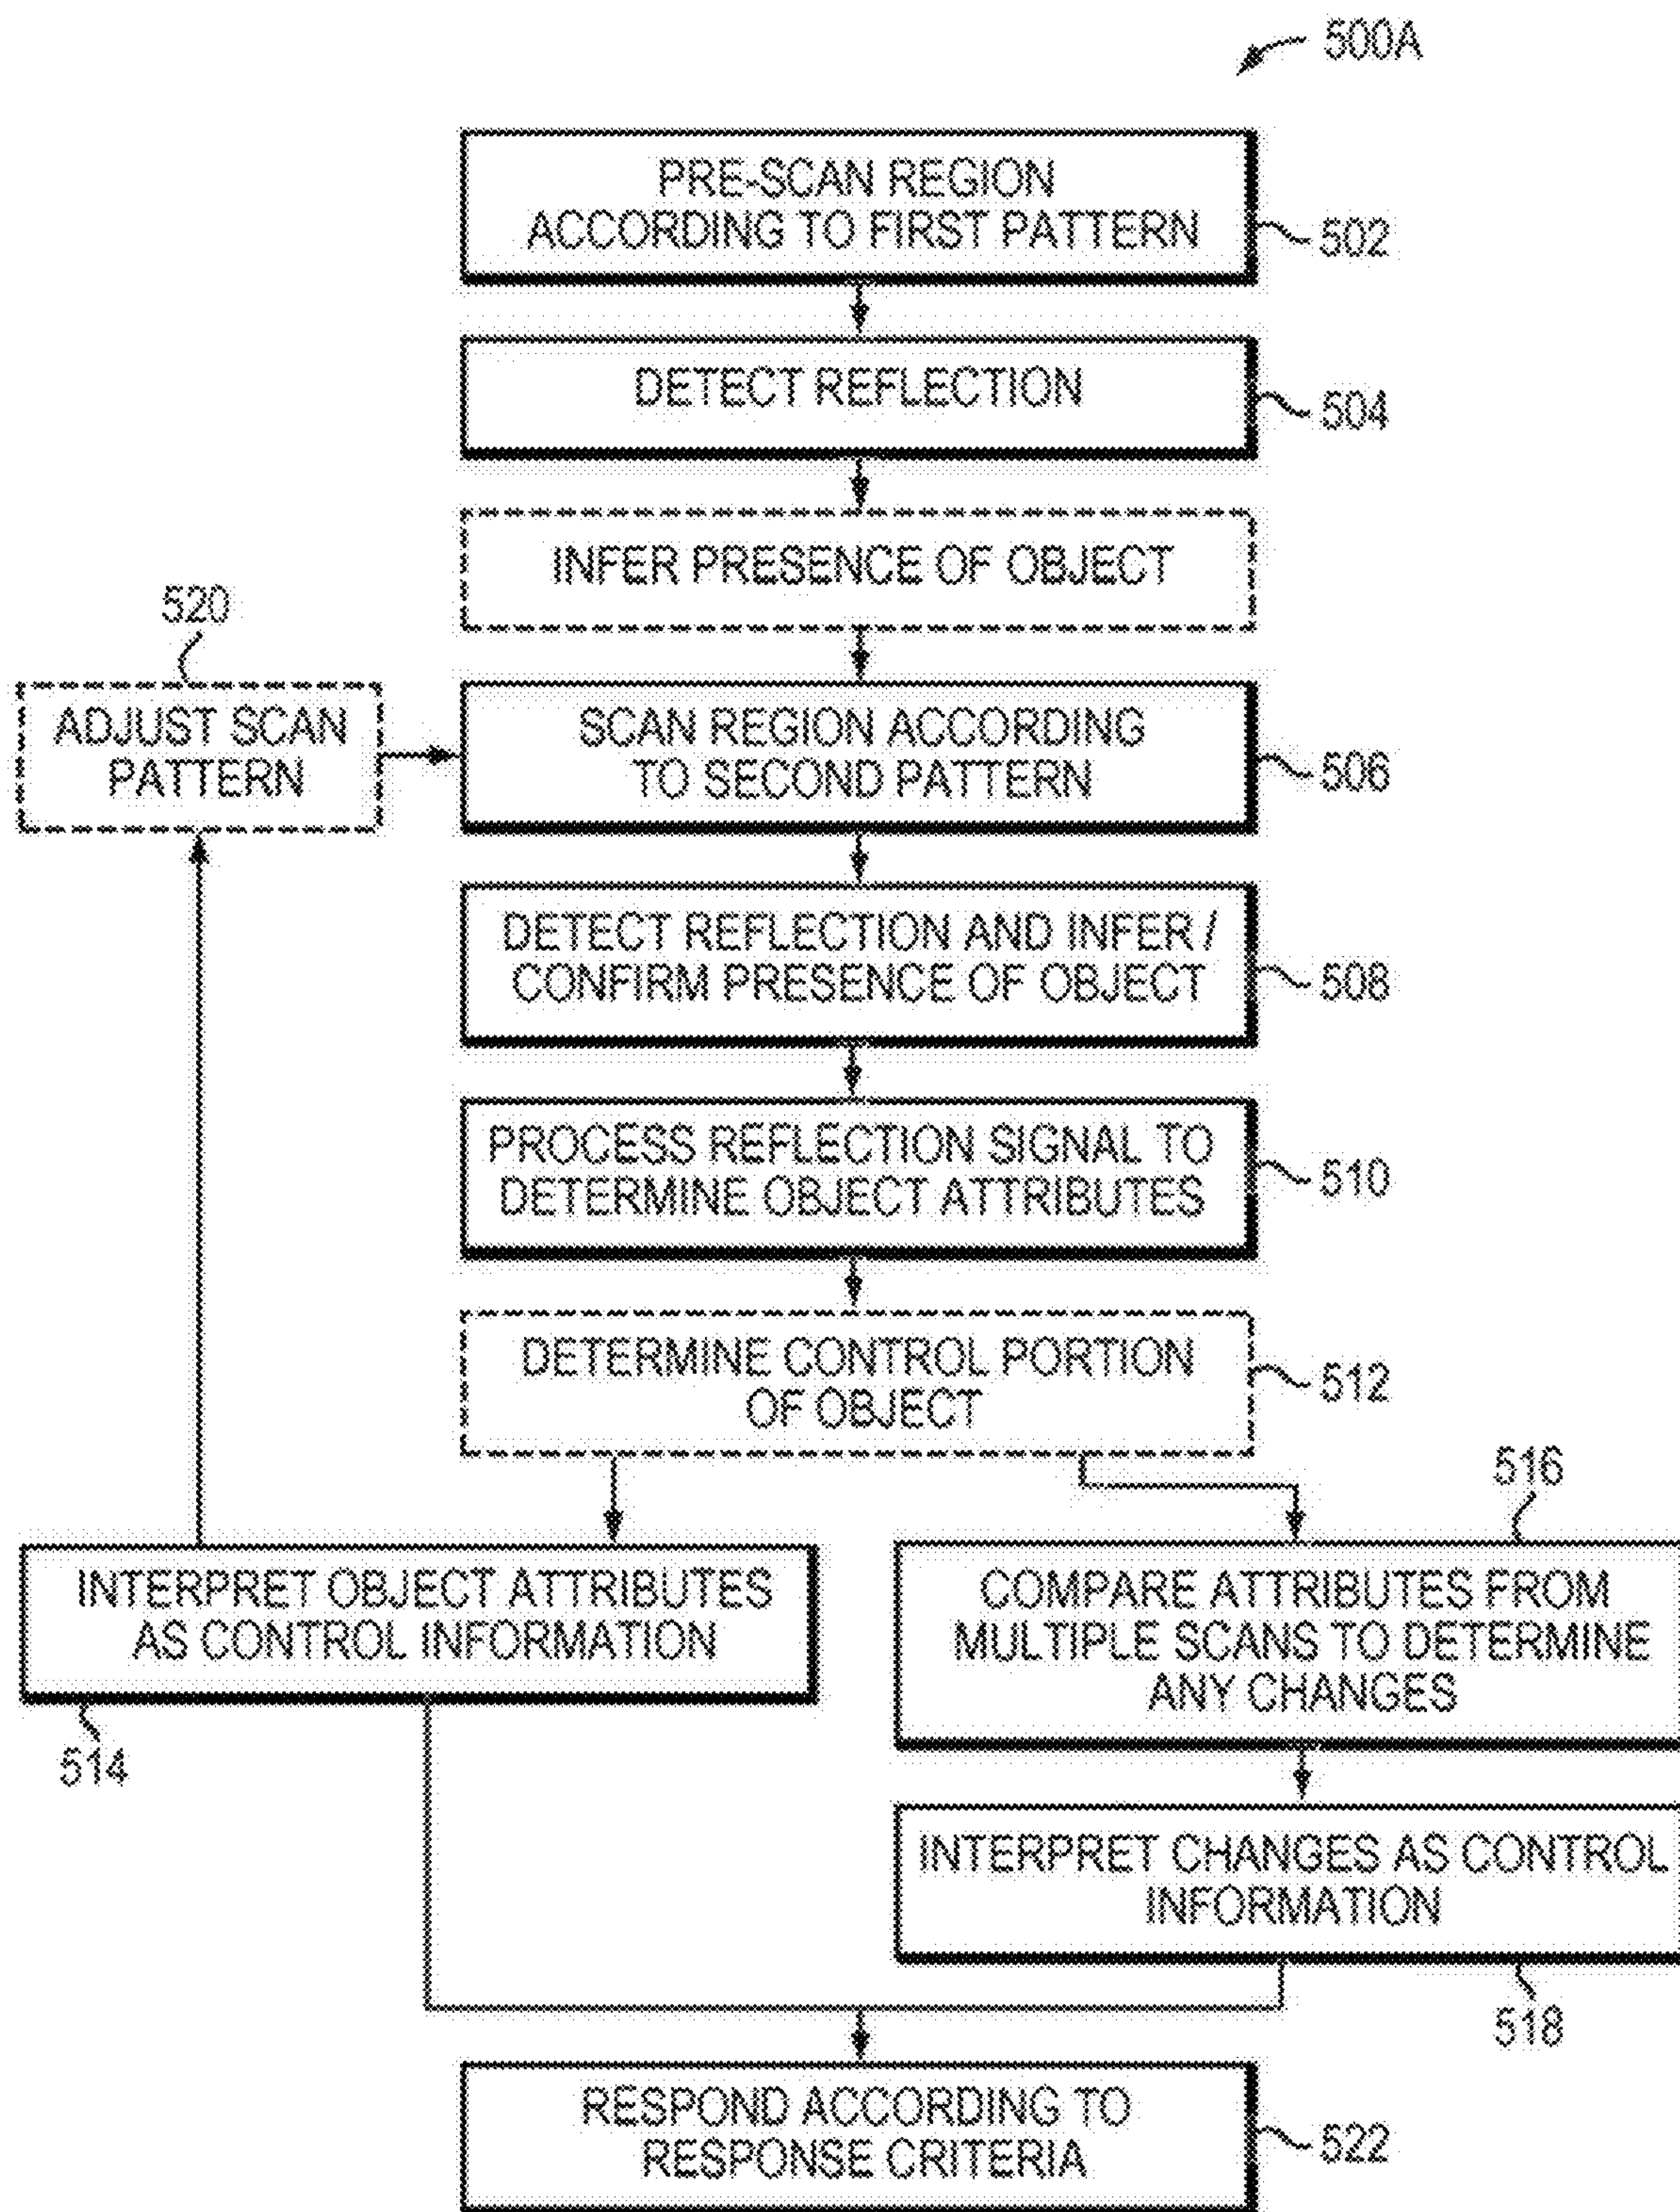 500A
PRE-SCAN REGION
ACCORDING TO FIRST PATTERN
502
DETECT REFLECTION
504
INFER PRESENCE OF OBJECT
520
ADJUST SCAN
PATTERN
SCAN REGION ACCORDING
TO SECOND PATTERN
506
DETECT REFLECTION AND INFER /
CONFIRM PRESENCE OF OBJECT
508
PROCESS REFLECTION SIGNAL TO
DETERMINE OBJECT ATTRIBUTES
510
DETERMINE CONTROL PORTION
OF OBJECT
512
INTERPRET OBJECT ATTRIBUTES
AS CONTROL INFORMATION
514
516
COMPARE ATTRIBUTES FROM
MULTIPLE SCANS TO DETERMINE
ANY CHANGES
INTERPRET CHANGES AS CONTROL
INFORMATION
518
RESPOND ACCORDING TO
RESPONSE CRITERIA
522